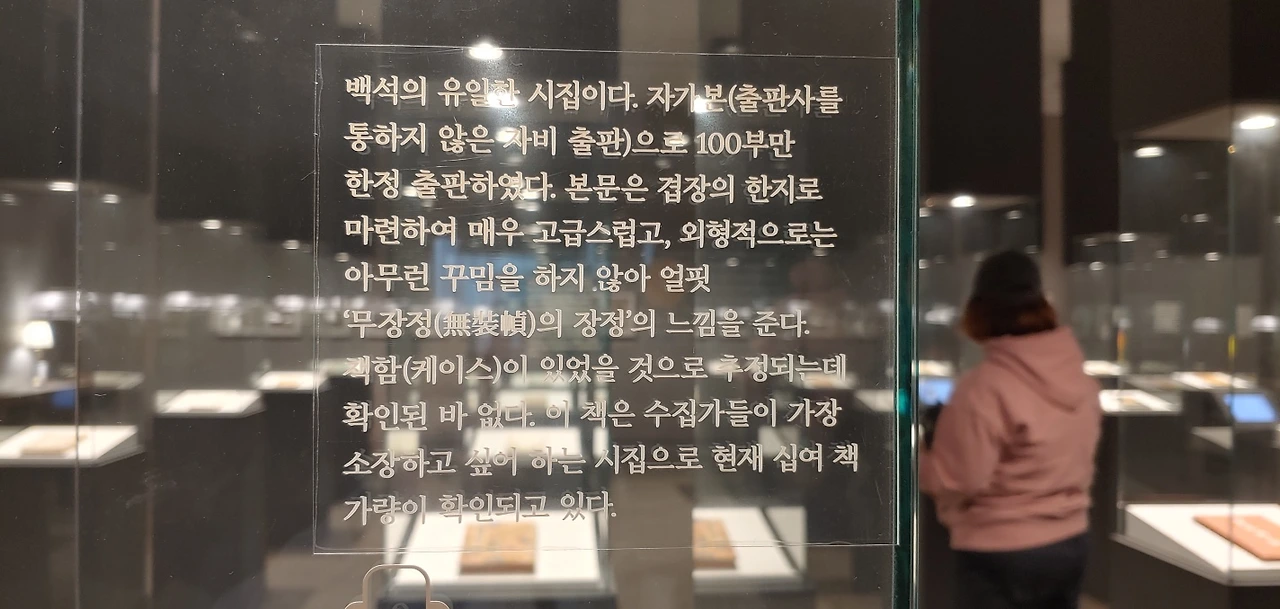 백석의 유일한 시집이다. 자가본(출판사를
통하지 않은 자비 출판)으로 100부만
한정 출판하였다. 본문은 겹장의 한지로
마련하여 매우 고급스럽고, 외형적으로는
아무런 꾸밈을 하지 않아 얼핏
‘무장정(無裝幀)의 장정’의 느낌을 준다.
책함(케이스)이 있었을 것으로 추정되는데
확인된 바 없다. 이 책은 수집가들이 가장
소장하고 싶어 하는 시집으로 현재 십여 책
가량이 확인되고 있다.